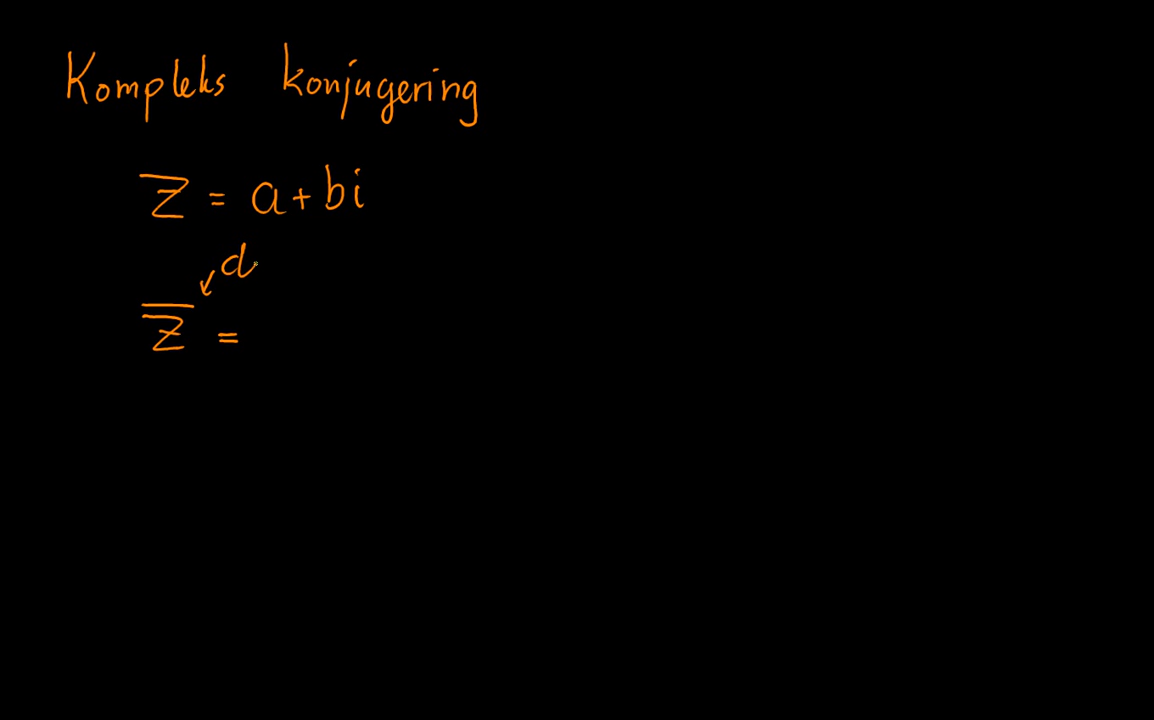 Kompleks konjugering
z = a + bi
d
z̅ =